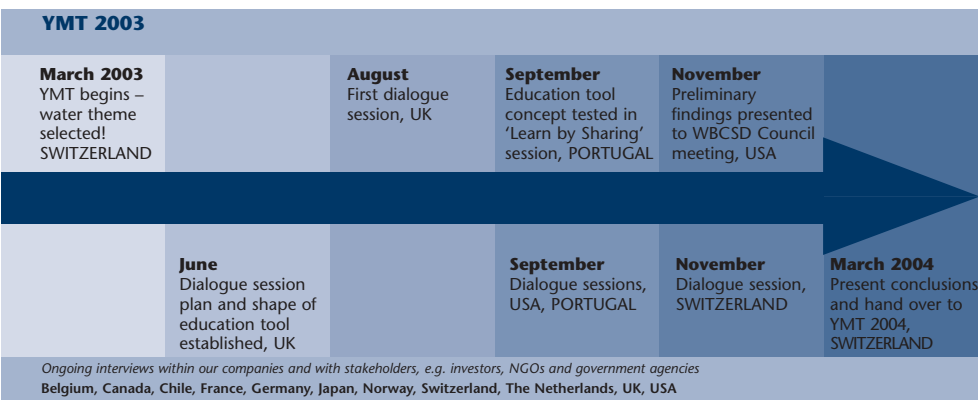 YMT 2003
March 2003
YMT begins –
water theme
selected!
SWITZERLAND
August
First dialogue
session, UK
September
Education tool
concept tested in
‘Learn by Sharing’
session, PORTUGAL
November
Preliminary
findings presented
to WBCSD Council
meeting, USA
June
Dialogue session
plan and shape of
education tool
established, UK
September
Dialogue sessions,
USA, PORTUGAL
November
Dialogue session,
SWITZERLAND
March 2004
Present conclusions
and hand over to
YMT 2004,
SWITZERLAND
Ongoing interviews within our companies and with stakeholders, e.g. investors, NGOs and government agencies
Belgium, Canada, Chile, France, Germany, Japan, Norway, Switzerland, The Netherlands, UK, USA